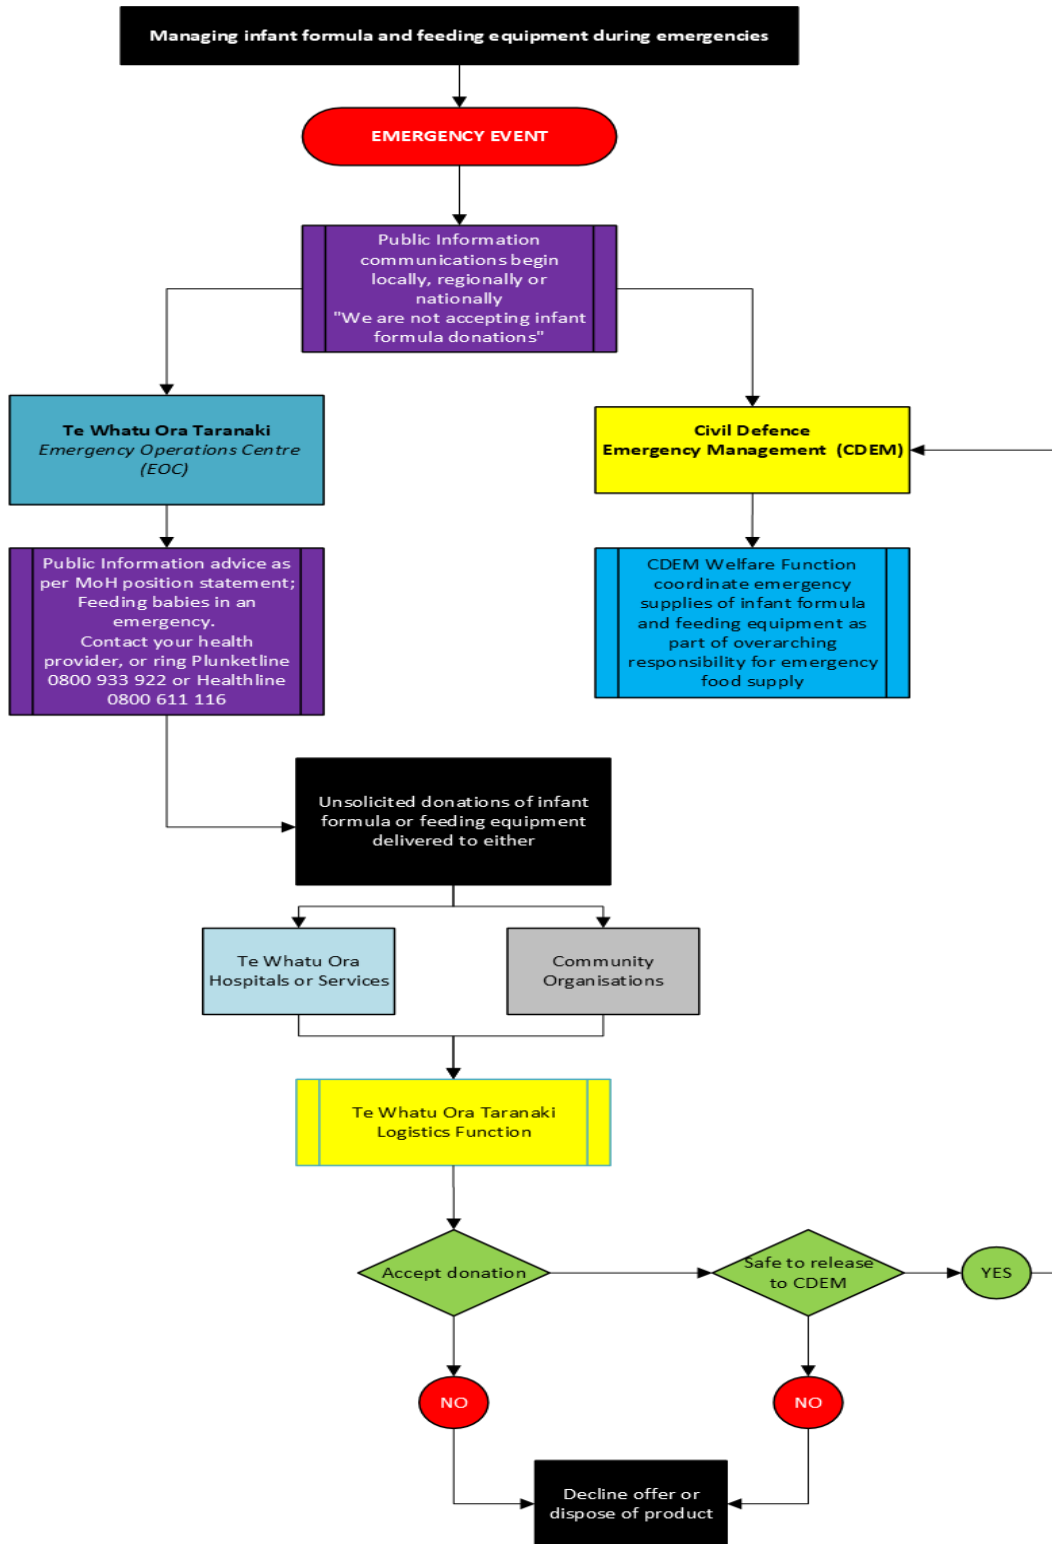 Managing infant formula and feeding equipment during emergencies
EMERGENCY EVENT
Public Information
communications begin
locally, regionally or
nationally
"We are not accepting infant
formula donations"
Te Whatu Ora Taranaki
Emergency Operations Centre
(EOC)
Civil Defence
Emergency Management (CDEM)
Public Information advice as
per MoH position statement;
Feeding babies in an
emergency.
Contact your health
provider, or ring Plunketline
0800 933 922 or Healthline
0800 611 116
CDEM Welfare Function
coordinate emergency
supplies of infant formula
and feeding equipment as
part of overarching
responsibility for emergency
food supply
Unsolicited donations of infant
formula or feeding equipment
delivered to either
Te Whatu Ora
Hospitals or Services
Community
Organisations
Te Whatu Ora Taranaki
Logistics Function
Accept donation
Safe to release
to CDEM
YES
NO
NO
Decline offer or
dispose of product